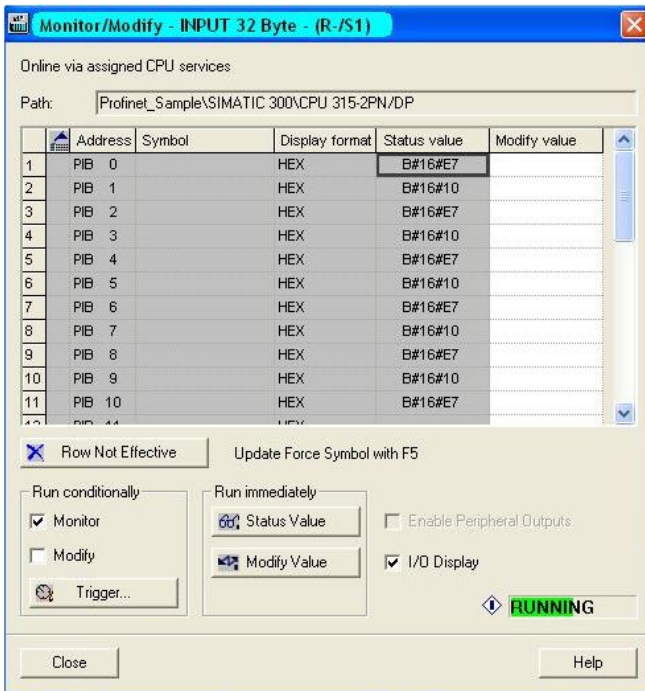 Monitor/Modify - INPUT 32 Byte - (R-/S1)
Online via assigned CPU services
Path: Profinet_Sample\SIMATIC 300\CPU 315-2PN/DP
Address Symbol Display format Status value Modify value
1 PIB 0 HEX B#16#E7
2 PIB 1 HEX B#16#10
3 PIB 2 HEX B#16#E7
4 PIB 3 HEX B#16#10
5 PIB 4 HEX B#16#E7
6 PIB 5 HEX B#16#10
7 PIB 6 HEX B#16#E7
8 PIB 7 HEX B#16#10
9 PIB 8 HEX B#16#E7
10 PIB 9 HEX B#16#10
11 PIB 10 HEX B#16#E7
Row Not Effective Update Force Symbol with F5
Run conditionally Run immediately
Monitor Status Value Enable Peripheral Outputs
Modify Modify Value I/O Display
Trigger...
RUNNING
Close Help